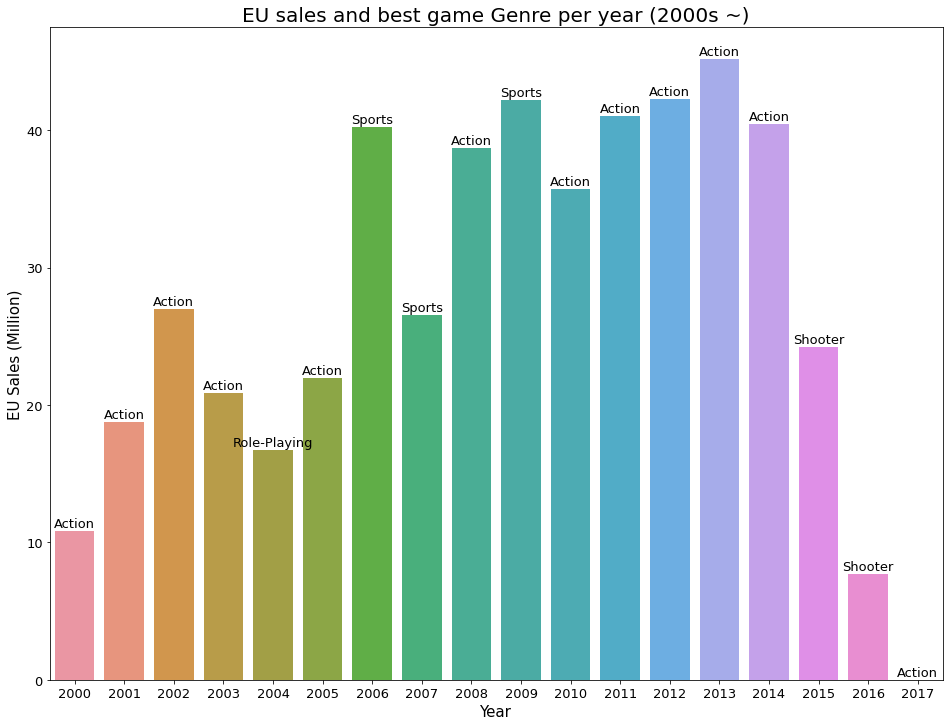 EU sales and best game Genre per year (2000s ~)
EU Sales (Million)
40
30
20
10
0
Action
Action
Action
Action
Role-Playing
Action
Sports
Sports
Action
Sports
Action
Action
Action
Action
Action
Shooter
Shooter
Action
2000 2001 2002 2003 2004 2005 2006 2007 2008 2009 2010 2011 2012 2013 2014 2015 2016 2017
Year